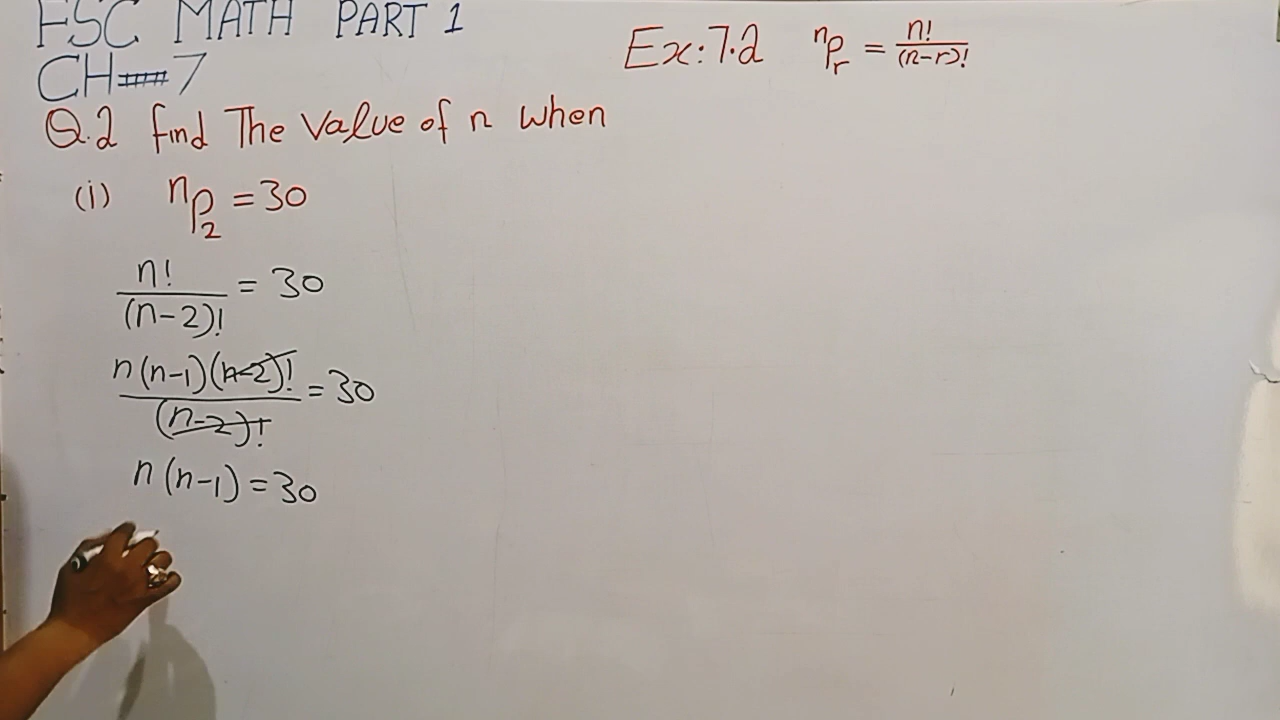 FSC MATH PART 1
CH 7
Ex: 7.2 ⁿPᵣ = n!/(n-r)!
Q.2 find The Value of n when
(i) ⁿP₂ = 30
n!/(n-2)! = 30
n(n-1)(n-2)!/(n-2)! = 30
n(n-1) = 30